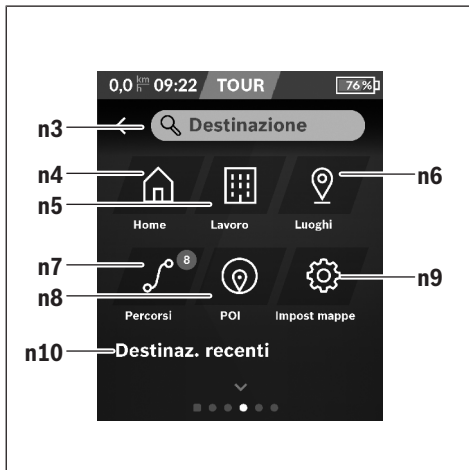 0,0 km/h 09:22 TOUR 76 %
n3 Destinazione
n4 n6
n5
Home Lavoro Luoghi
n7 8 n9
n8
Percorsi POI Impost mappe
n10 Destinaz. recenti